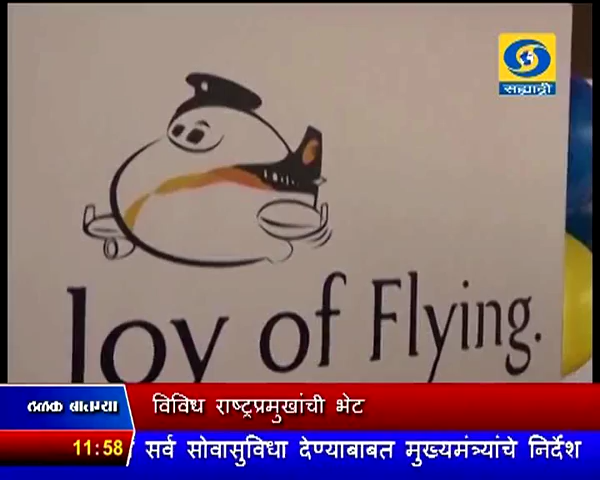 सह्याद्री
Joy of Flying.
ठळक बातम्या
विविध राष्ट्रप्रमुखांची भेट
11:58
सर्व सोवासुविधा देण्याबाबत मुख्यमंत्र्यांचे निर्देश